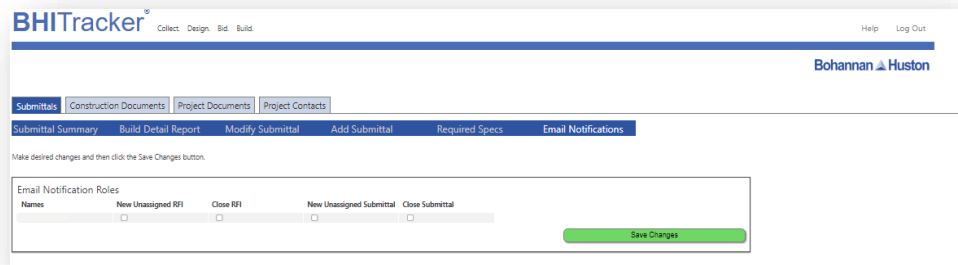 BHITracker® Collect. Design. Bid. Build.
Help Log Out
Bohannan Huston
Submittals Construction Documents Project Documents Project Contacts
Submittal Summary Build Detail Report Modify Submittal Add Submittal Required Specs Email Notifications
Make desired changes and then click the Save Changes button.
Email Notification Roles
Names New Unassigned RFI Close RFI New Unassigned Submittal Close Submittal
Save Changes